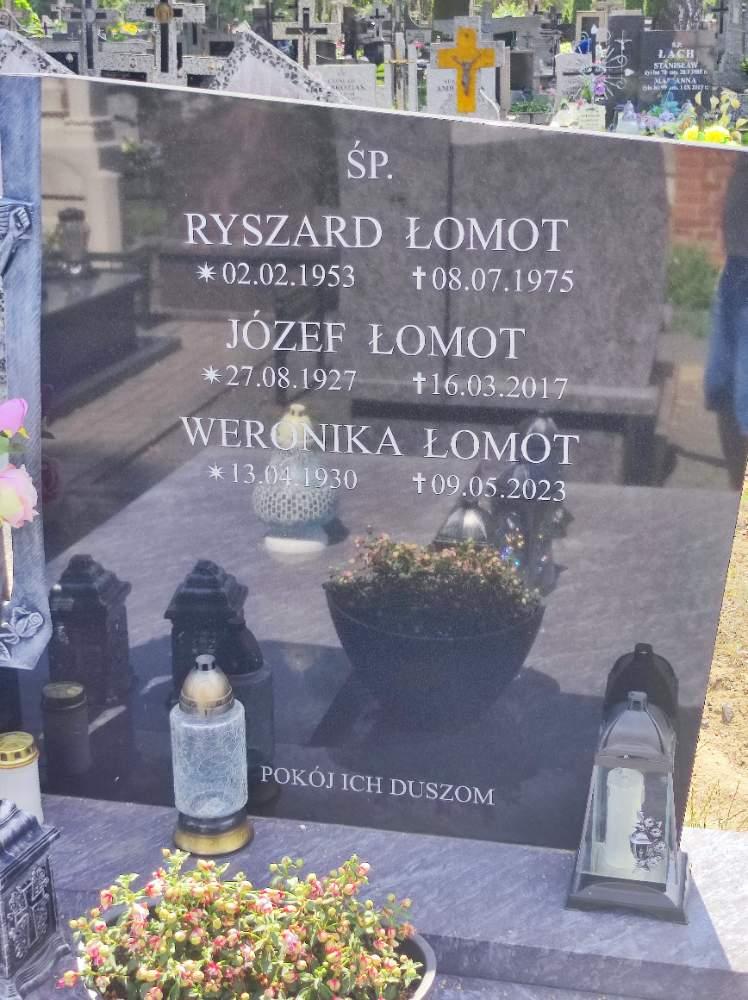 Ś.P.
ŁACH
STANISŁAW
MARIANNA
ŚP.
RYSZARD ŁOMOT
✴02.02.1953 ✝08.07.1975
JÓZEF ŁOMOT
✴27.08.1927 ✝16.03.2017
WERONIKA ŁOMOT
✴13.04.1930 ✝09.05.2023
POKÓJ ICH DUSZOM